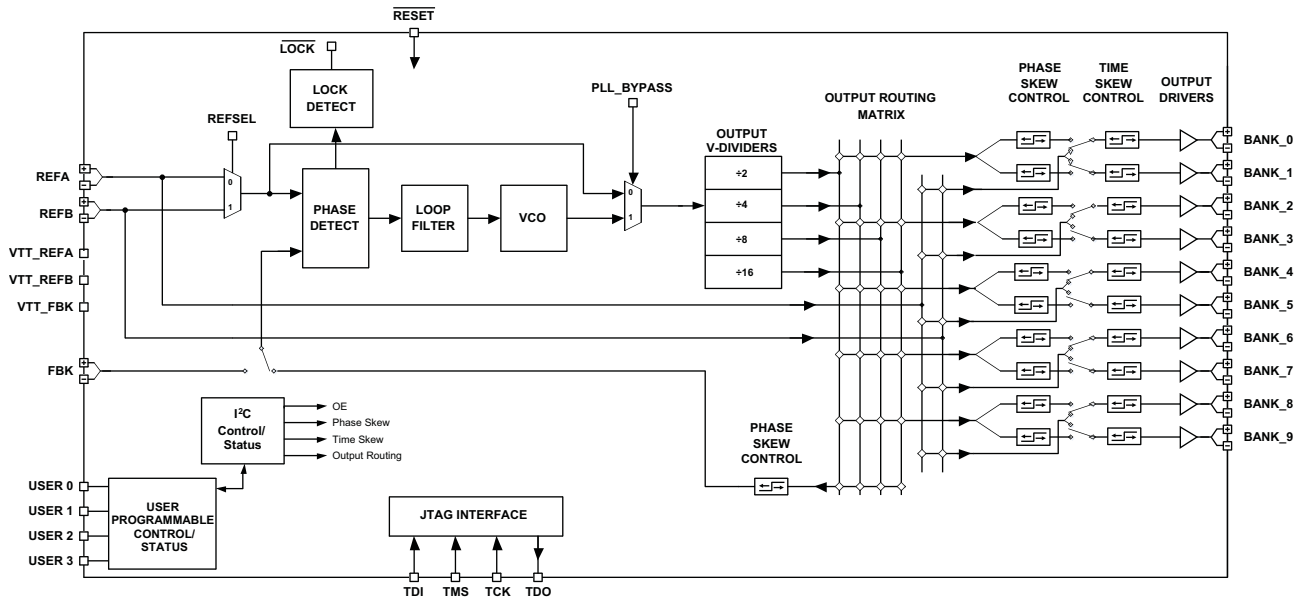 RESET
LOCK
LOCK
DETECT
REFSEL
PLL_BYPASS
OUTPUT ROUTING
MATRIX
PHASE
SKEW
CONTROL
TIME
SKEW
CONTROL
OUTPUT
DRIVERS
OUTPUT
V-DIVIDERS
REFA
+
-
REFB
+
-
VTT_REFA
VTT_REFB
VTT_FBK
FBK
+
-
0
1
PHASE
DETECT
LOOP
FILTER
VCO
0
1
÷2
÷4
÷8
÷16
+
-
BANK_0
+
-
BANK_1
+
-
BANK_2
+
-
BANK_3
+
-
BANK_4
+
-
BANK_5
+
-
BANK_6
+
-
BANK_7
+
-
BANK_8
+
-
BANK_9
I²C
Control/
Status
OE
Phase Skew
Time Skew
Output Routing
PHASE
SKEW
CONTROL
USER 0
USER 1
USER 2
USER 3
USER
PROGRAMMABLE
CONTROL/
STATUS
JTAG INTERFACE
TDI
TMS
TCK
TDO